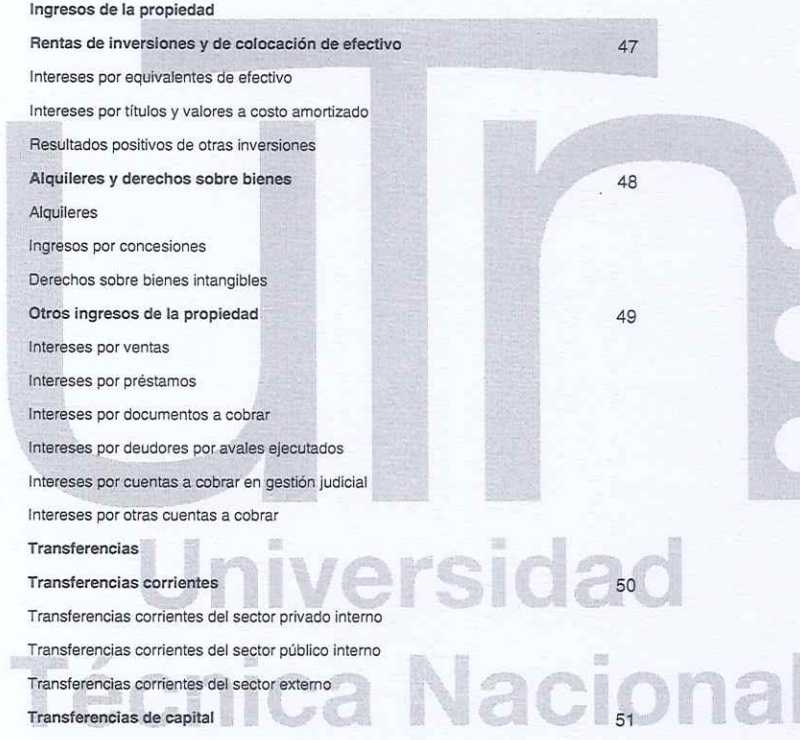 Ingresos de la propiedad
Rentas de inversiones y de colocación de efectivo 47
Intereses por equivalentes de efectivo
Intereses por títulos y valores a costo amortizado
Resultados positivos de otras inversiones
Alquileres y derechos sobre bienes 48
Alquileres
Ingresos por concesiones
Derechos sobre bienes intangibles
Otros ingresos de la propiedad 49
Intereses por ventas
Intereses por préstamos
Intereses por documentos a cobrar
Intereses por deudores por avales ejecutados
Intereses por cuentas a cobrar en gestión judicial
Intereses por otras cuentas a cobrar
Transferencias
Transferencias corrientes 50
Transferencias corrientes del sector privado interno
Transferencias corrientes del sector público interno
Transferencias corrientes del sector externo
Transferencias de capital 51
uTn
Universidad
Técnica Nacional